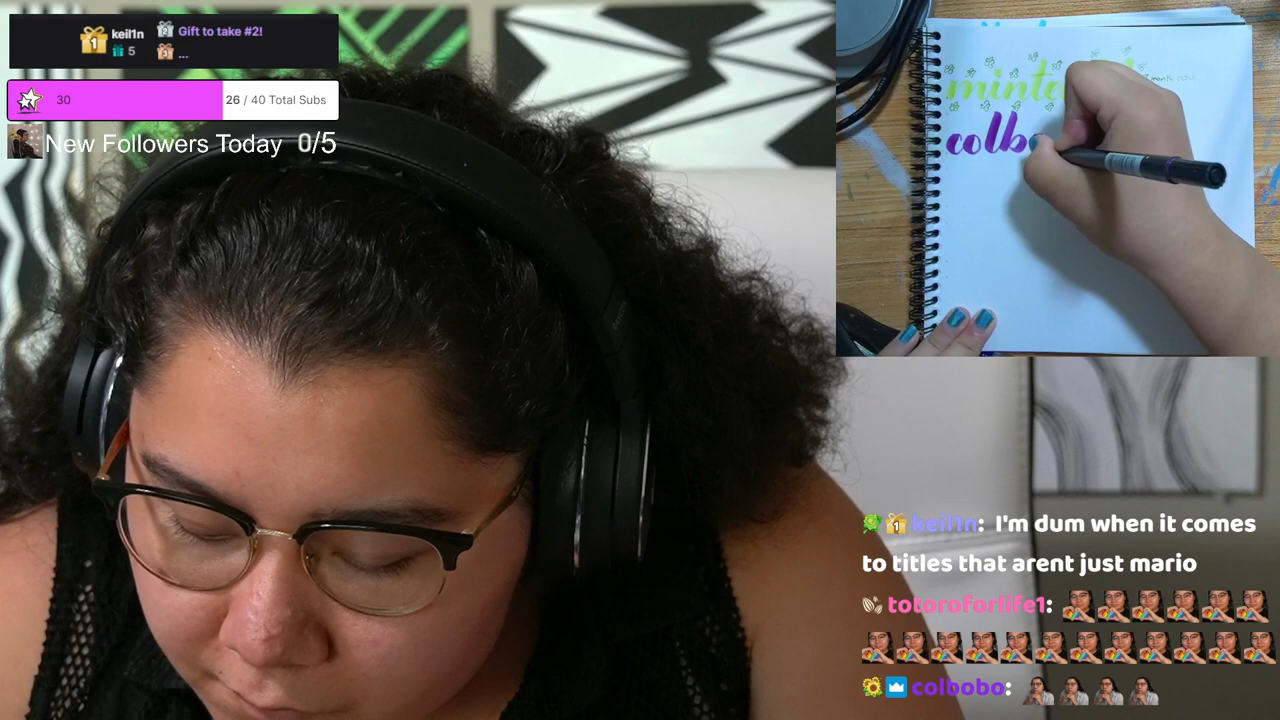 keil1n
5
Gift to take #2!
...
30
26 / 40 Total Subs
New Followers Today 0/5
colb
keil1n: I'm dum when it comes
to titles that arent just mario
totoroforlife1:
colbobo: